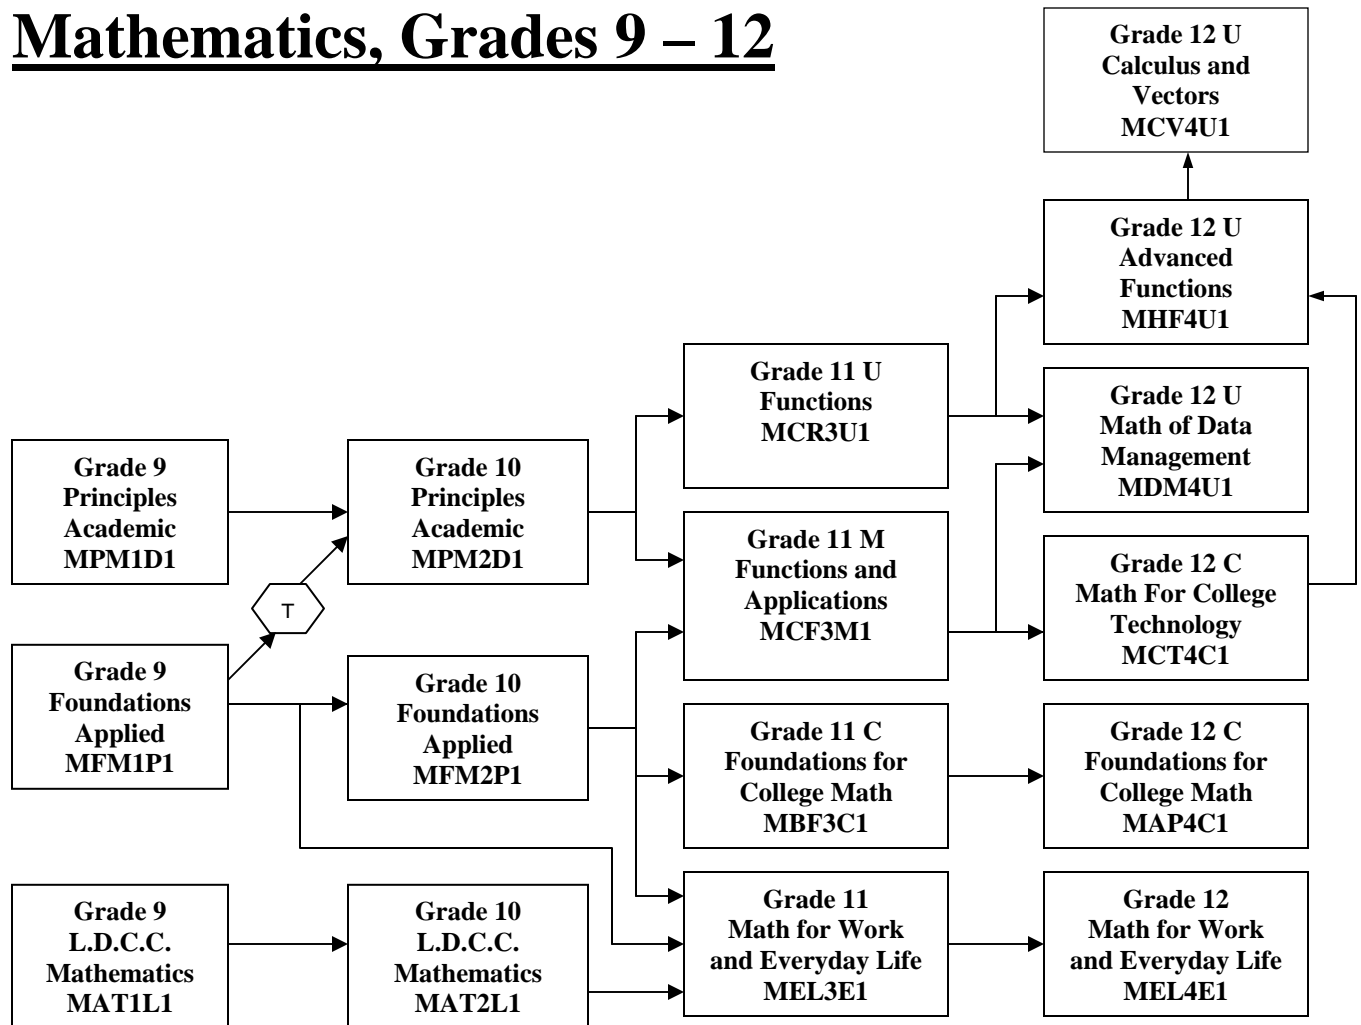 Mathematics, Grades 9 – 12
Grade 12 U
Calculus and
Vectors
MCV4U1
Grade 12 U
Advanced
Functions
MHF4U1
Grade 11 U
Functions
MCR3U1
Grade 12 U
Math of Data
Management
MDM4U1
Grade 9
Principles
Academic
MPM1D1
Grade 10
Principles
Academic
MPM2D1
Grade 11 M
Functions and
Applications
MCF3M1
Grade 12 C
Math For College
Technology
MCT4C1
T
Grade 9
Foundations
Applied
MFM1P1
Grade 10
Foundations
Applied
MFM2P1
Grade 11 C
Foundations for
College Math
MBF3C1
Grade 12 C
Foundations for
College Math
MAP4C1
Grade 9
L.D.C.C.
Mathematics
MAT1L1
Grade 10
L.D.C.C.
Mathematics
MAT2L1
Grade 11
Math for Work
and Everyday Life
MEL3E1
Grade 12
Math for Work
and Everyday Life
MEL4E1